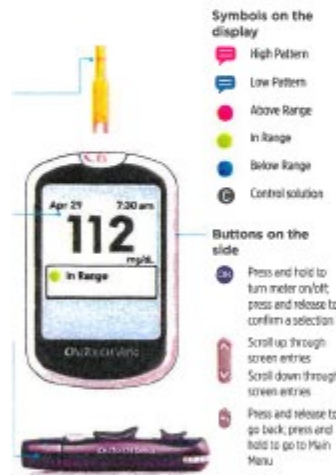 Apr 29 7:30 am
112
mg/dL
In Range
OneTouch Verio
Symbols on the
display
High Pattern
Low Pattern
Above Range
In Range
Below Range
C Control solution
Buttons on the
side
OK Press and hold to
turn meter on/off;
press and release to
confirm a selection
Scroll up through
screen entries
Scroll down through
screen entries
Press and release to
go back; press and
hold to go to Main
Menu